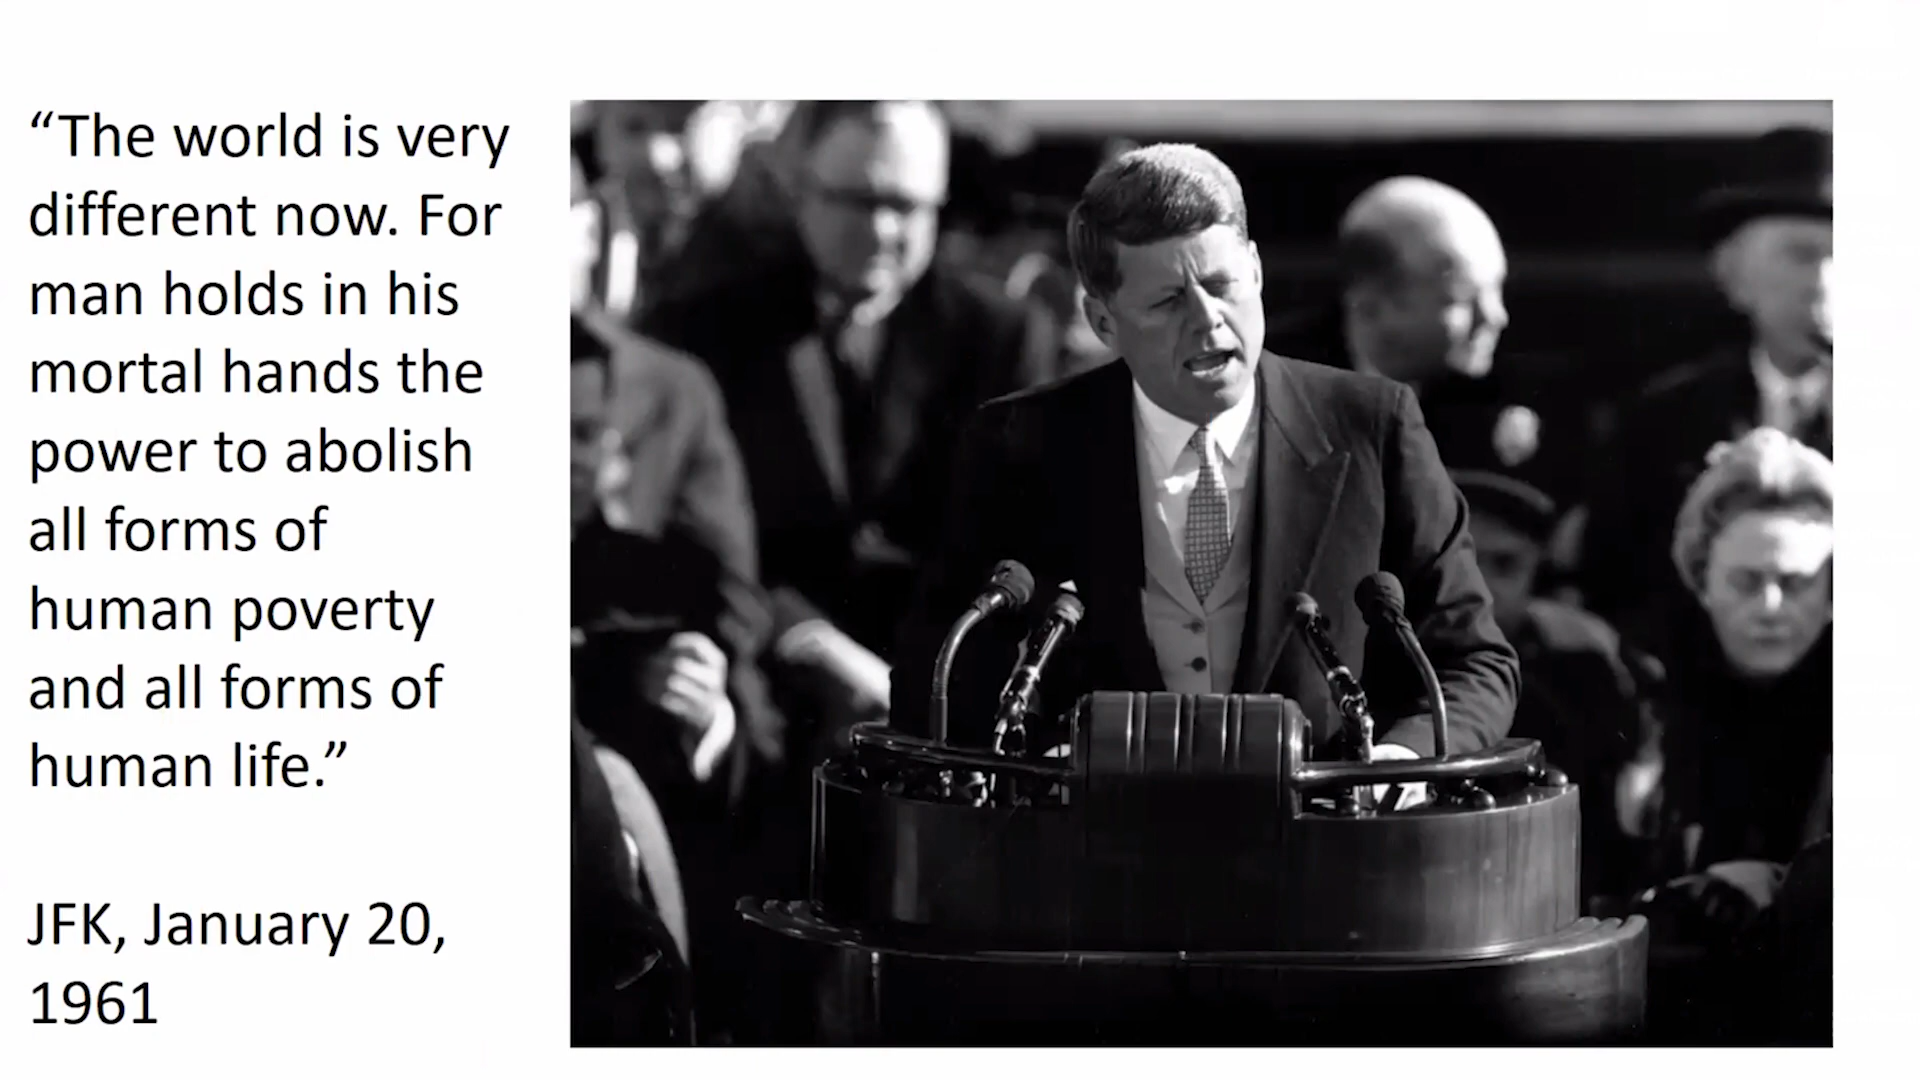 “The world is very
different now. For
man holds in his
mortal hands the
power to abolish
all forms of
human poverty
and all forms of
human life.”
JFK, January 20,
1961